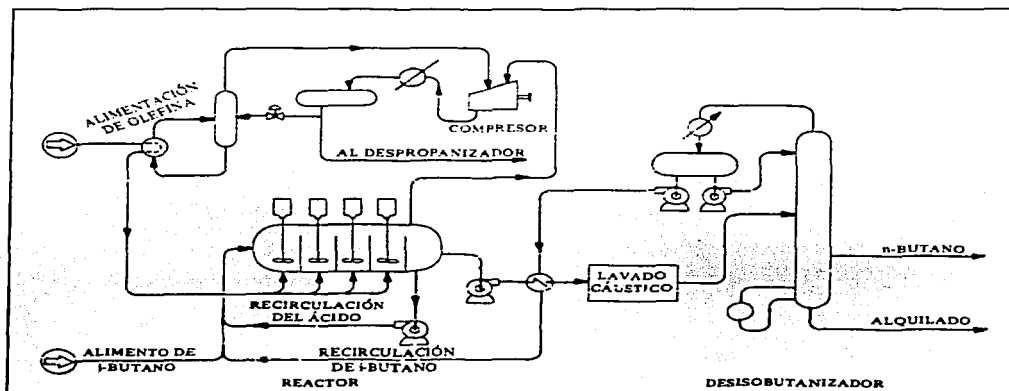 ALIMENTACIÓN
DE OLEFINA
COMPRESOR
AL DESPROPANIZADOR
n-BUTANO
LAVADO
CÁUSTICO
RECIRCULACIÓN
DEL ÁCIDO
ALQUILADO
ALIMENTO DE
i-BUTANO
RECIRCULACIÓN
DE i-BUTANO
REACTOR
DESISOBUTANIZADOR